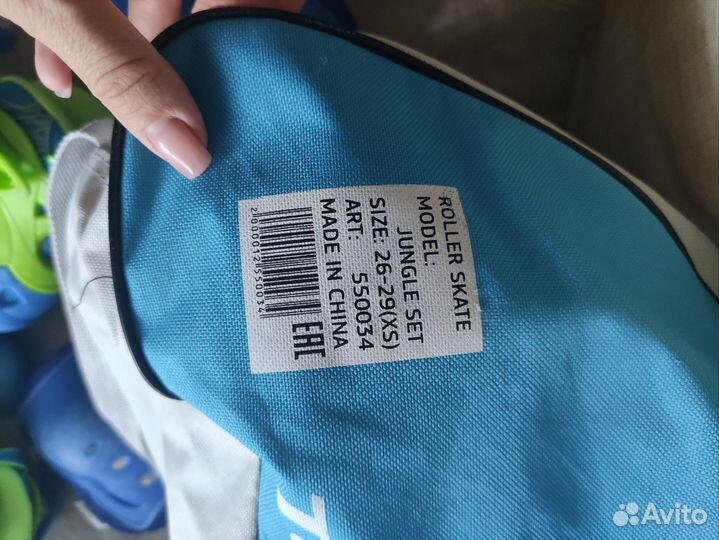 ROLLER SKATE
MODEL:
JUNGLE SET
SIZE: 26-29(XS)
ART: 550034
MADE IN CHINA
EAC
Avito